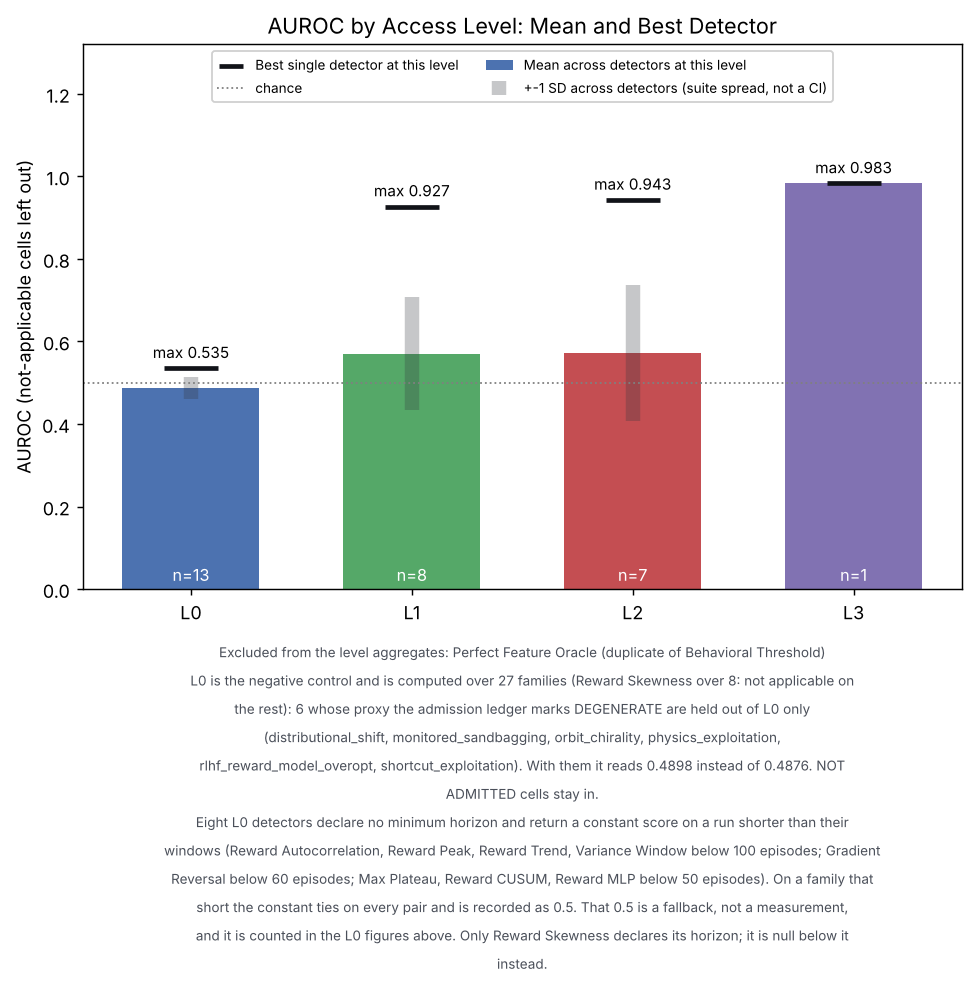 AUROC by Access Level: Mean and Best Detector
Best single detector at this level
chance
Mean across detectors at this level
+-1 SD across detectors (suite spread, not a CI)
AUROC (not-applicable cells left out)
1.2
1.0
0.8
0.6
0.4
0.2
0.0
max 0.535
max 0.927
max 0.943
max 0.983
n=13
n=8
n=7
n=1
L0
L1
L2
L3
Excluded from the level aggregates: Perfect Feature Oracle (duplicate of Behavioral Threshold)
L0 is the negative control and is computed over 27 families (Reward Skewness over 8: not applicable on
the rest): 6 whose proxy the admission ledger marks DEGENERATE are held out of L0 only
(distributional_shift, monitored_sandbagging, orbit_chirality, physics_exploitation,
rlhf_reward_model_overopt, shortcut_exploitation). With them it reads 0.4898 instead of 0.4876. NOT
ADMITTED cells stay in.
Eight L0 detectors declare no minimum horizon and return a constant score on a run shorter than their
windows (Reward Autocorrelation, Reward Peak, Reward Trend, Variance Window below 100 episodes; Gradient
Reversal below 60 episodes; Max Plateau, Reward CUSUM, Reward MLP below 50 episodes). On a family that
short the constant ties on every pair and is recorded as 0.5. That 0.5 is a fallback, not a measurement,
and it is counted in the L0 figures above. Only Reward Skewness declares its horizon; it is null below it
instead.